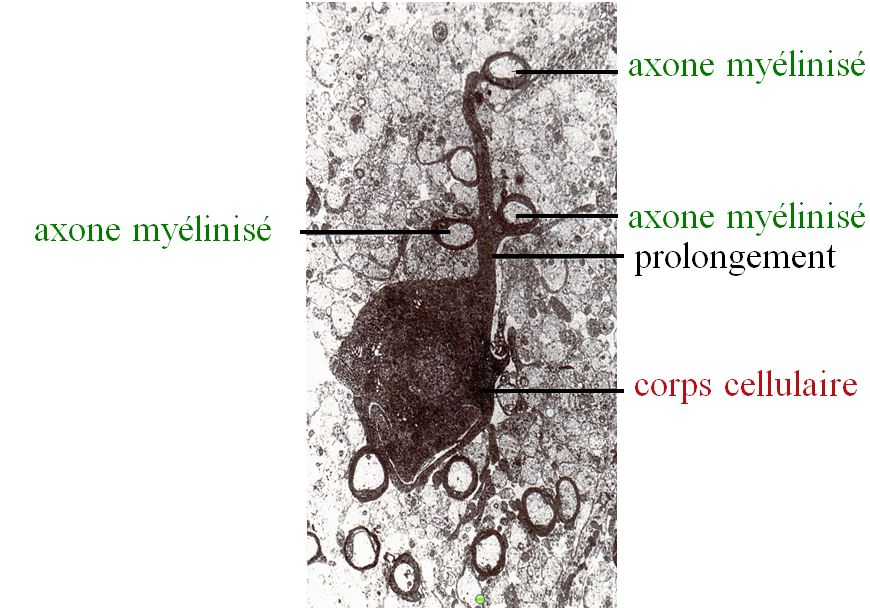 axone myélinisé
axone myélinisé
axone myélinisé
prolongement
corps cellulaire